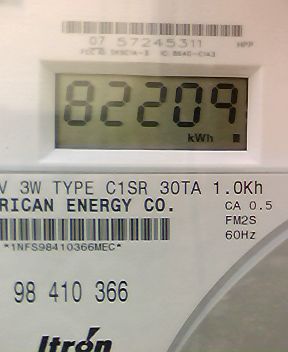 07 57245311 HPP
82209
kWh
V 3W TYPE C1SR 30TA 1.0Kh
RICAN ENERGY CO.
CA 0.5
FM2S
60Hz
*1NFS98410366MEC*
98 410 366
Itron